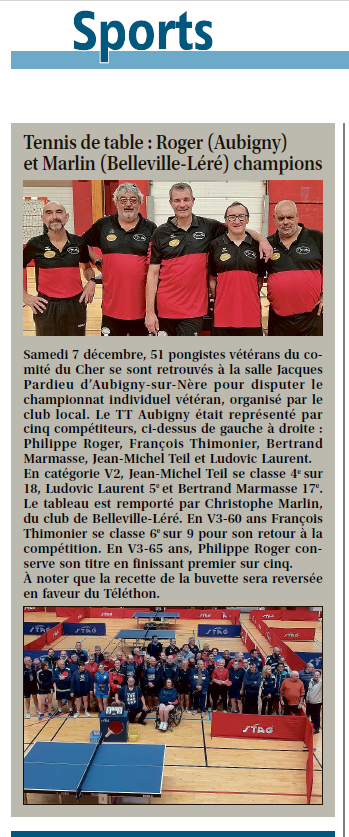 Sports
Tennis de table : Roger (Aubigny)
et Marlin (Belleville-Léré) champions
Samedi 7 décembre, 51 pongistes vétérans du co-
mité du Cher se sont retrouvés à la salle Jacques
Pardieu d'Aubigny-sur-Nère pour disputer le
championnat individuel vétéran, organisé par le
club local. Le TT Aubigny était représenté par
cinq compétiteurs, ci-dessus de gauche à droite :
Philippe Roger, François Thimonier, Bertrand
Marmasse, Jean-Michel Teil et Ludovic Laurent.
En catégorie V2, Jean-Michel Teil se classe 4e sur
18, Ludovic Laurent 5e et Bertrand Marmasse 17e.
Le tableau est remporté par Christophe Marlin,
du club de Belleville-Léré. En V3-60 ans François
Thimonier se classe 6e sur 9 pour son retour à la
compétition. En V3-65 ans, Philippe Roger con-
serve son titre en finissant premier sur cinq.
À noter que la recette de la buvette sera reversée
en faveur du Téléthon.
STAG
STAG
STAG
STAG